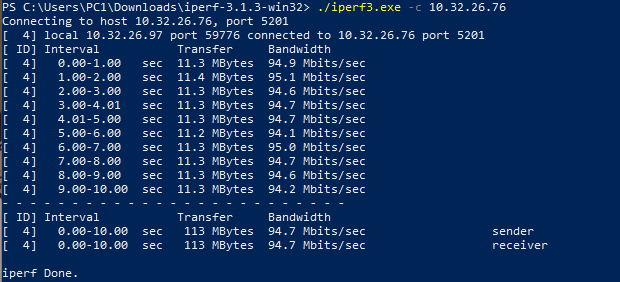 PS C:\Users\PC1\Downloads\iperf-3.1.3-win32> ./iperf3.exe -c 10.32.26.76
Connecting to host 10.32.26.76, port 5201
[  4] local 10.32.26.97 port 59776 connected to 10.32.26.76 port 5201
[ ID] Interval           Transfer     Bandwidth
[  4]   0.00-1.00   sec  11.3 MBytes  94.9 Mbits/sec
[  4]   1.00-2.00   sec  11.4 MBytes  95.1 Mbits/sec
[  4]   2.00-3.00   sec  11.3 MBytes  94.6 Mbits/sec
[  4]   3.00-4.01   sec  11.3 MBytes  94.7 Mbits/sec
[  4]   4.01-5.00   sec  11.3 MBytes  94.7 Mbits/sec
[  4]   5.00-6.00   sec  11.2 MBytes  94.1 Mbits/sec
[  4]   6.00-7.00   sec  11.3 MBytes  95.0 Mbits/sec
[  4]   7.00-8.00   sec  11.3 MBytes  94.7 Mbits/sec
[  4]   8.00-9.00   sec  11.3 MBytes  94.6 Mbits/sec
[  4]   9.00-10.00  sec  11.3 MBytes  94.2 Mbits/sec
- - - - - - - - - - - - - - - - - - - - - - - - -
[ ID] Interval           Transfer     Bandwidth
[  4]   0.00-10.00  sec   113 MBytes  94.7 Mbits/sec                  sender
[  4]   0.00-10.00  sec   113 MBytes  94.7 Mbits/sec                  receiver
iperf Done.